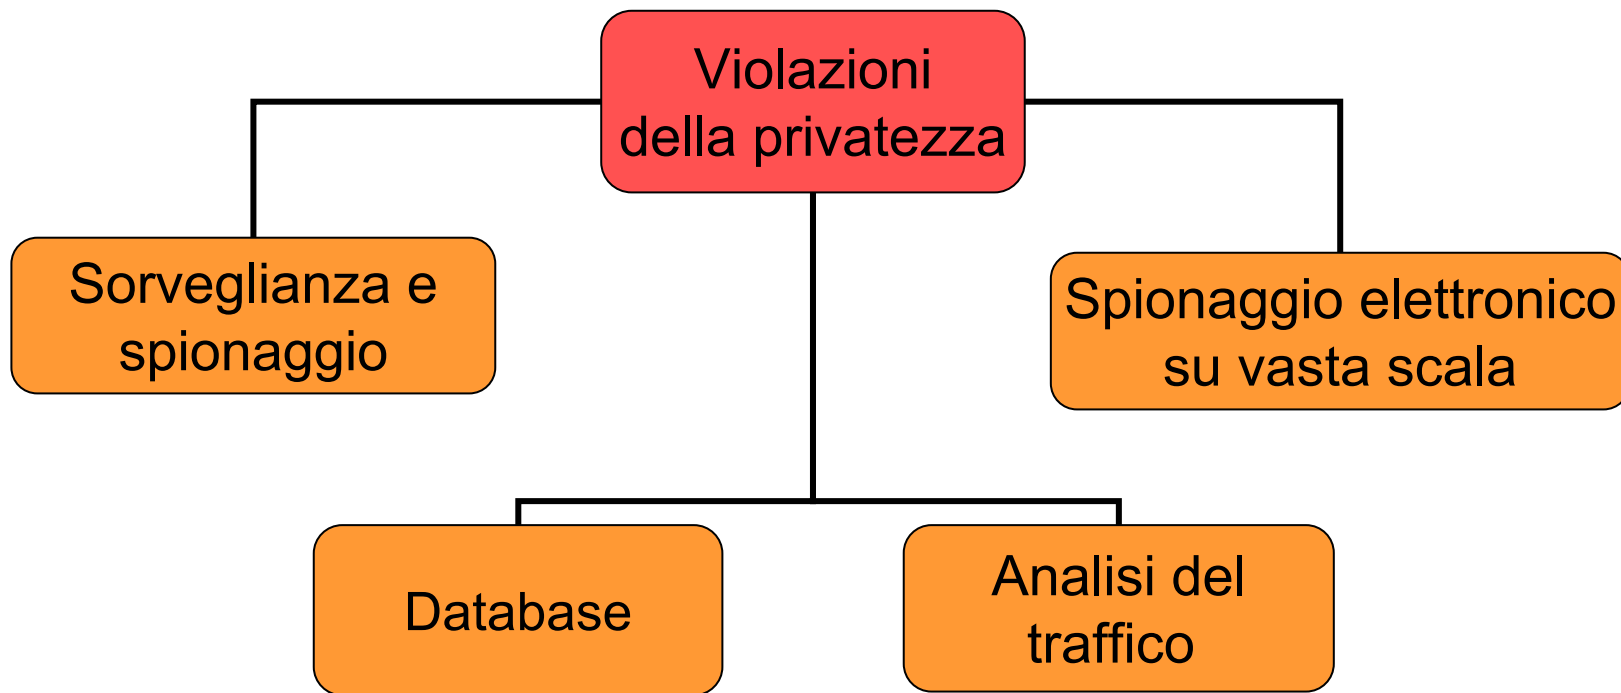 Violazioni
della privatezza
Sorveglianza e
spionaggio
Spionaggio elettronico
su vasta scala
Database
Analisi del
traffico